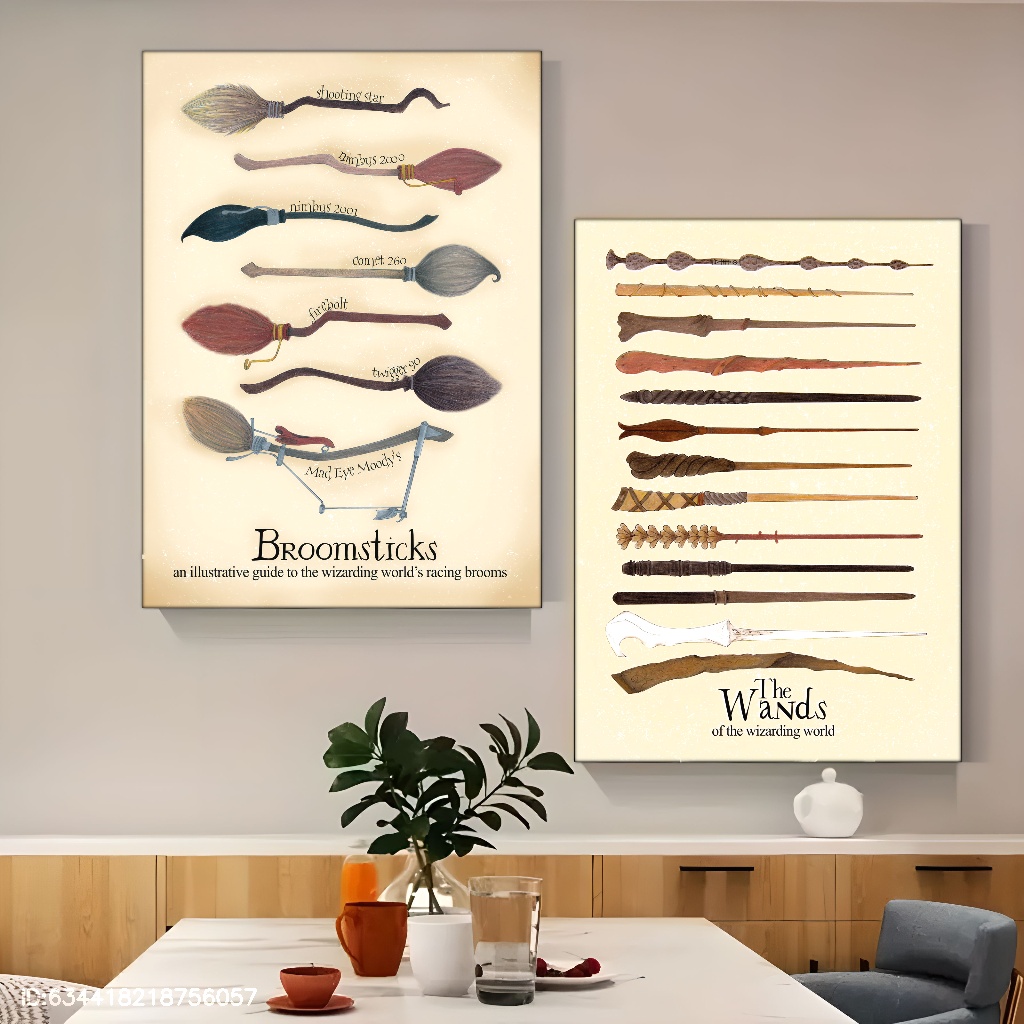 shooting star
nimbus 2000
nimbus 2001
comet 260
firebolt
twigger 90
Mad Eye Moody's
Broomsticks
an illustrative guide to the wizarding world's racing brooms
The
Wands
of the wizarding world
ID:634418218756057